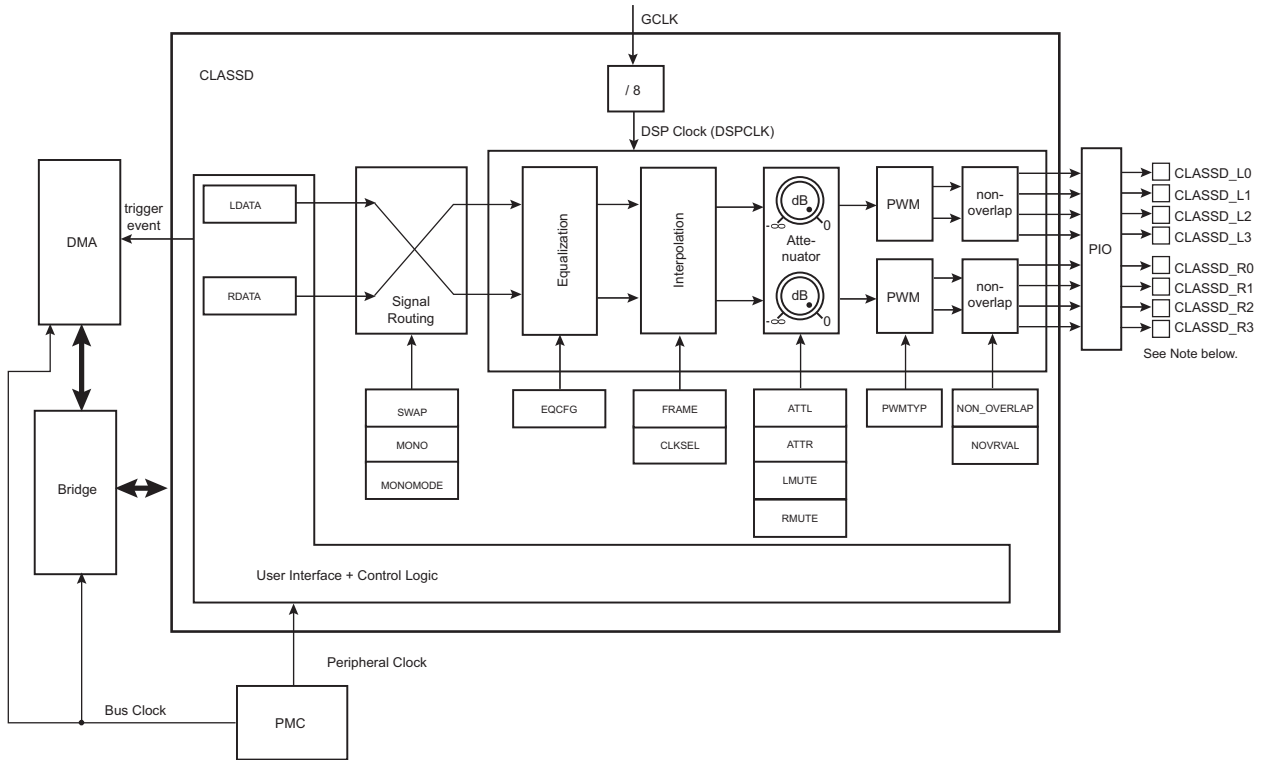 GCLK
CLASSD
/ 8
DSP Clock (DSPCLK)
DMA
trigger
event
LDATA
RDATA
Signal
Routing
Equalization
Interpolation
dB
-∞
0
Atte-
nuator
dB
-∞
0
PWM
PWM
non-
overlap
non-
overlap
PIO
CLASSD_L0
CLASSD_L1
CLASSD_L2
CLASSD_L3
CLASSD_R0
CLASSD_R1
CLASSD_R2
CLASSD_R3
See Note below.
SWAP
MONO
MONOMODE
EQCFG
FRAME
CLKSEL
ATTL
ATTR
LMUTE
RMUTE
PWMTYP
NON_OVERLAP
NOVRVAL
Bridge
User Interface + Control Logic
Peripheral Clock
Bus Clock
PMC